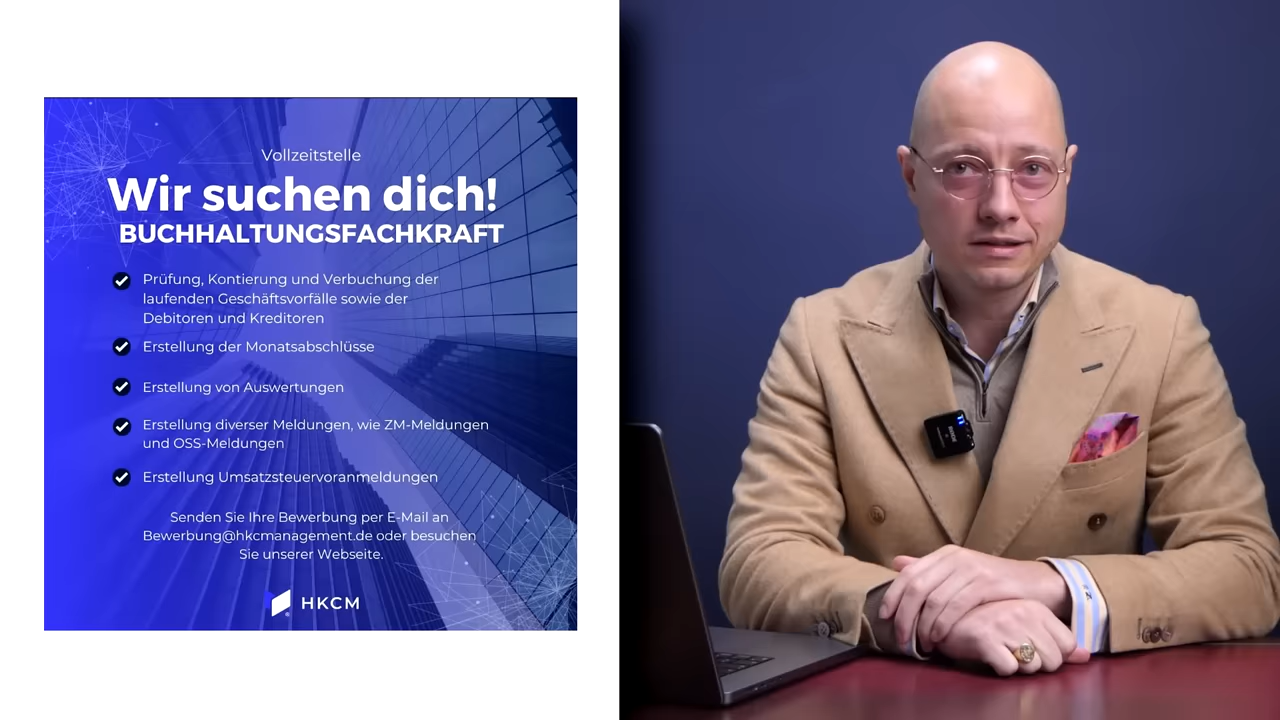 Vollzeitstelle
Wir suchen dich!
BUCHHALTUNGSFACHKRAFT
Prüfung, Kontierung und Verbuchung der
laufenden Geschäftsvorfälle sowie der
Debitoren und Kreditoren
Erstellung der Monatsabschlüsse
Erstellung von Auswertungen
Erstellung diverser Meldungen, wie ZM-Meldungen
und OSS-Meldungen
Erstellung Umsatzsteuervoranmeldungen
Senden Sie Ihre Bewerbung per E-Mail an
Bewerbung@hkcmanagement.de oder besuchen
Sie unserer Webseite.
HKCM